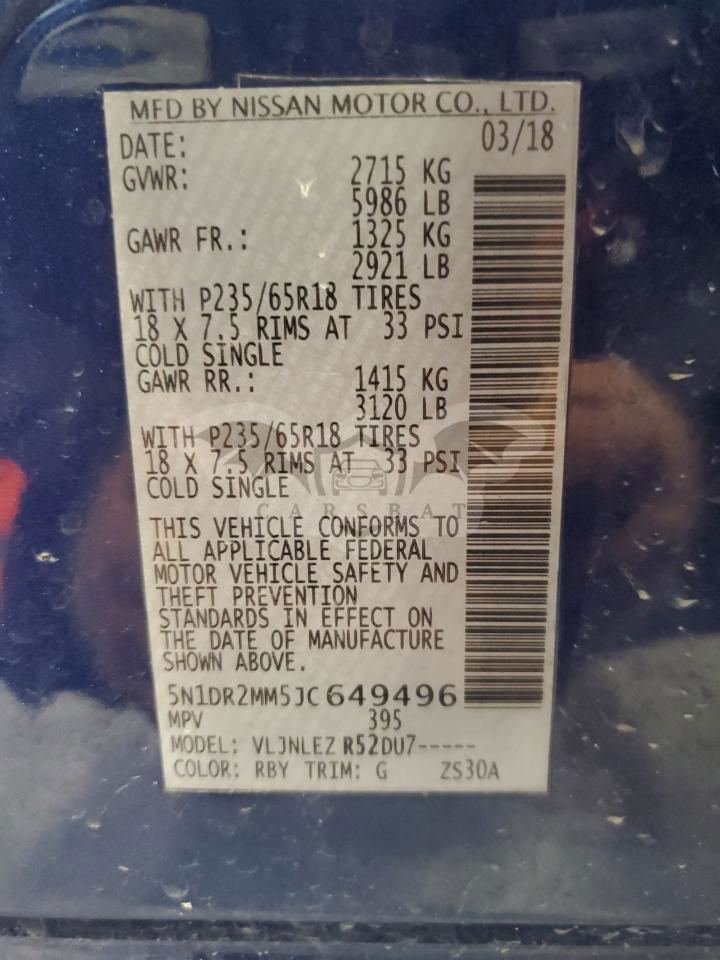 MFD BY NISSAN MOTOR CO., LTD.
DATE: 03/18
GVWR: 2715 KG
5986 LB
GAWR FR.: 1325 KG
2921 LB
WITH P235/65R18 TIRES
18 X 7.5 RIMS AT 33 PSI
COLD SINGLE
GAWR RR.: 1415 KG
3120 LB
WITH P235/65R18 TIRES
18 X 7.5 RIMS AT 33 PSI
COLD SINGLE
CARSBAT
THIS VEHICLE CONFORMS TO
ALL APPLICABLE FEDERAL
MOTOR VEHICLE SAFETY AND
THEFT PREVENTION
STANDARDS IN EFFECT ON
THE DATE OF MANUFACTURE
SHOWN ABOVE.
5N1DR2MM5JC649496
MPV 395
MODEL: VLJNLEZ R52DU7-----
COLOR: RBY TRIM: G ZS30A